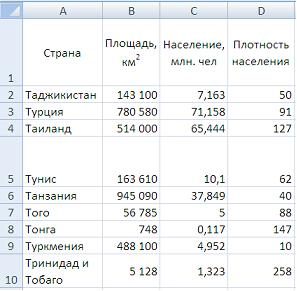 A B C D
1 Страна Площадь, км² Население, млн. чел Плотность населения
2 Таджикистан 143 100 7,163 50
3 Турция 780 580 71,158 91
4 Таиланд 514 000 65,444 127
5 Тунис 163 610 10,1 62
6 Танзания 945 090 37,849 40
7 Того 56 785 5 88
8 Тонга 748 0,117 147
9 Туркмения 488 100 4,952 10
10 Тринидад и Тобаго 5 128 1,323 258